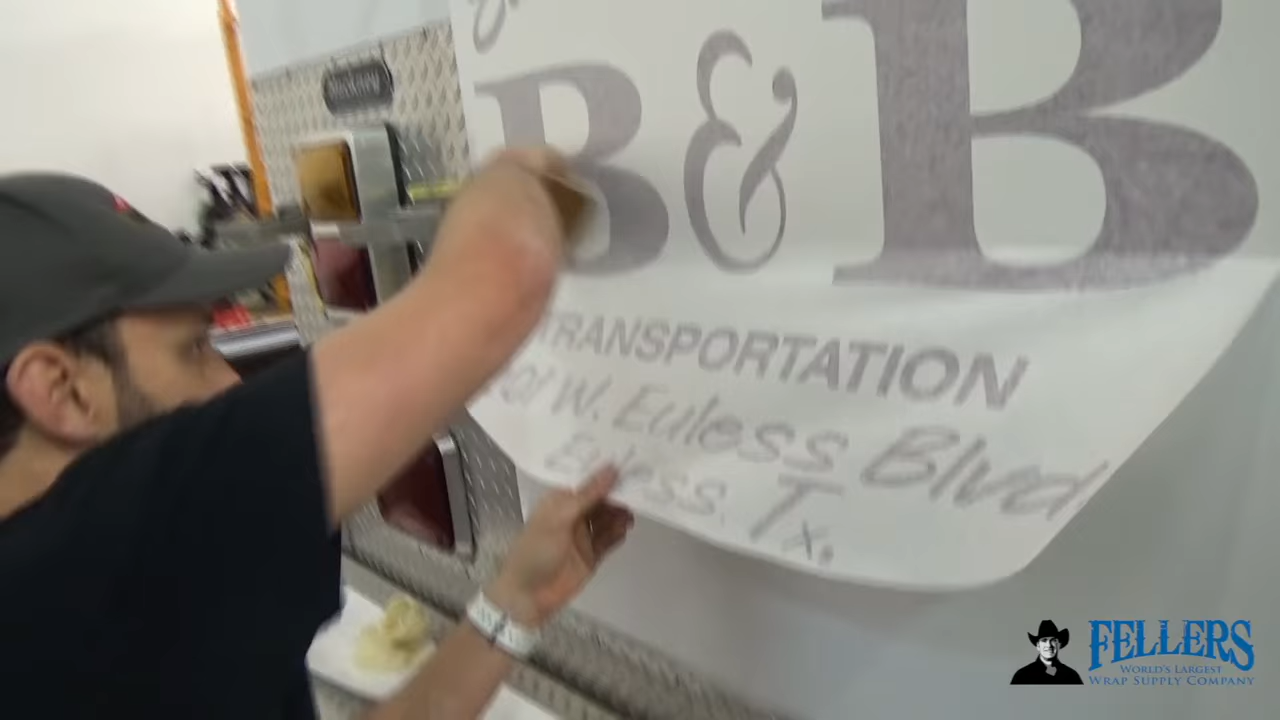 B & B
TRANSPORTATION
W. Euless Blvd
Euless. Tx.
FELLERS
WORLD'S LARGEST
WRAP SUPPLY COMPANY